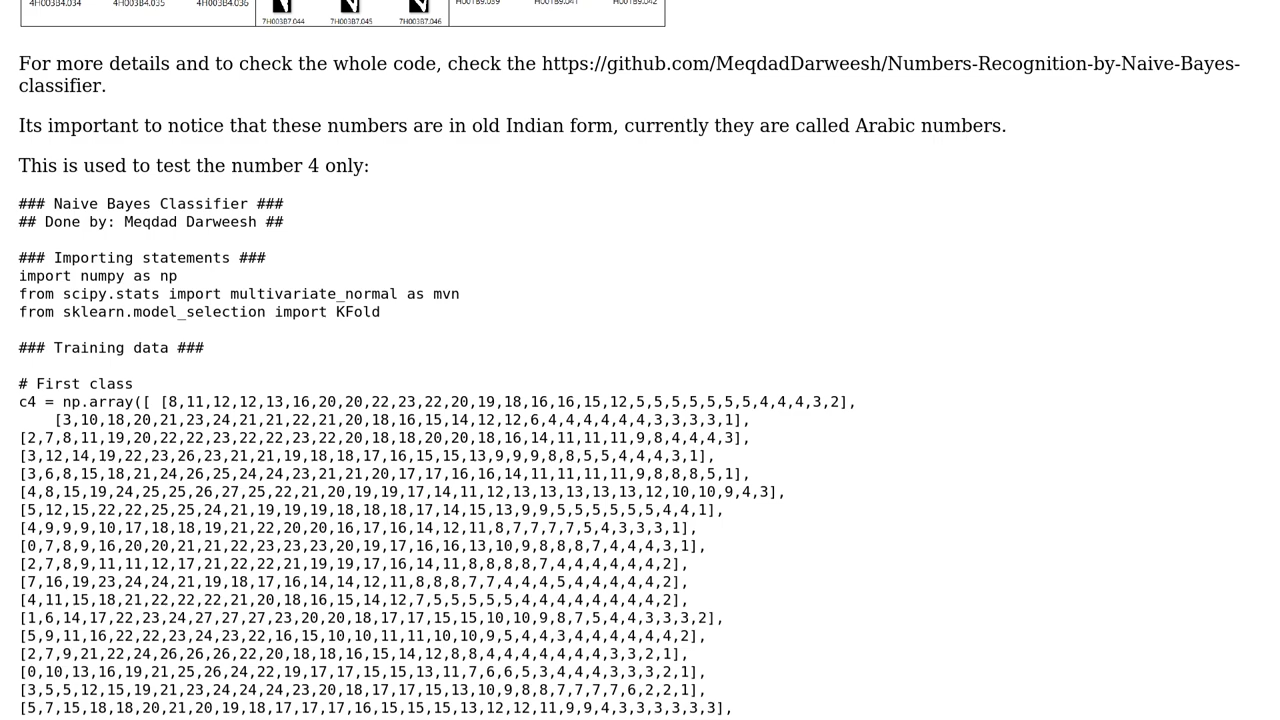 4H003B4.034 4H003B4.035 4H003B4.036 7H003B7.044 7H003B7.045 7H003B7.046 H001B9.039 H001B9.041 H001B9.042
For more details and to check the whole code, check the https://github.com/MeqdadDarweesh/Numbers-Recognition-by-Naive-Bayes-
classifier.
Its important to notice that these numbers are in old Indian form, currently they are called Arabic numbers.
This is used to test the number 4 only:
### Naive Bayes Classifier ###
## Done by: Meqdad Darweesh ##
### Importing statements ###
import numpy as np
from scipy.stats import multivariate_normal as mvn
from sklearn.model_selection import KFold
### Training data ###
# First class
c4 = np.array([ [8,11,12,12,13,16,20,20,22,23,22,20,19,18,16,16,15,12,5,5,5,5,5,5,5,4,4,4,3,2],
[3,10,18,20,21,23,24,21,21,22,21,20,18,16,15,14,12,12,6,4,4,4,4,4,4,3,3,3,3,1],
[2,7,8,11,19,20,22,22,23,22,22,23,22,20,18,18,20,20,18,16,14,11,11,11,9,8,4,4,4,3],
[3,12,14,19,22,23,26,23,21,21,19,18,18,17,16,15,15,13,9,9,9,8,8,5,5,4,4,4,3,1],
[3,6,8,15,18,21,24,26,25,24,24,23,21,21,20,17,17,16,16,14,11,11,11,11,9,8,8,8,5,1],
[4,8,15,19,24,25,25,26,27,25,22,21,20,19,19,17,14,11,12,13,13,13,13,13,12,10,10,9,4,3],
[5,12,15,22,22,25,25,24,21,19,19,19,18,18,18,17,14,15,13,9,9,5,5,5,5,5,5,4,4,1],
[4,9,9,9,10,17,18,18,19,21,22,20,20,16,17,16,14,12,11,8,7,7,7,7,5,4,3,3,3,1],
[0,7,8,9,16,20,20,21,21,22,23,23,23,20,19,17,16,16,13,10,9,8,8,8,7,4,4,4,3,1],
[2,7,8,9,11,11,12,17,21,22,22,21,19,19,17,16,14,11,8,8,8,8,7,4,4,4,4,4,4,2],
[7,16,19,23,24,24,21,19,18,17,16,14,14,12,11,8,8,8,7,7,4,4,4,5,4,4,4,4,4,2],
[4,11,15,18,21,22,22,22,21,20,18,16,15,14,12,7,5,5,5,5,5,4,4,4,4,4,4,4,4,2],
[1,6,14,17,22,23,24,27,27,27,23,20,20,18,17,17,15,15,10,10,9,8,7,5,4,4,3,3,3,2],
[5,9,11,16,22,22,23,24,23,22,16,15,10,10,11,11,10,10,9,5,4,4,3,4,4,4,4,4,4,2],
[2,7,9,21,22,24,26,26,26,22,20,18,18,16,15,14,12,8,8,4,4,4,4,4,4,4,3,3,2,1],
[0,10,13,16,19,21,25,26,24,22,19,17,17,15,15,13,11,7,6,6,5,3,4,4,4,3,3,3,2,1],
[3,5,5,12,15,19,21,23,24,24,24,23,20,18,17,17,15,13,10,9,8,8,7,7,7,7,6,2,2,1],
[5,7,15,18,18,20,21,20,19,18,17,17,17,16,15,15,15,13,12,12,11,9,9,4,3,3,3,3,3,3],